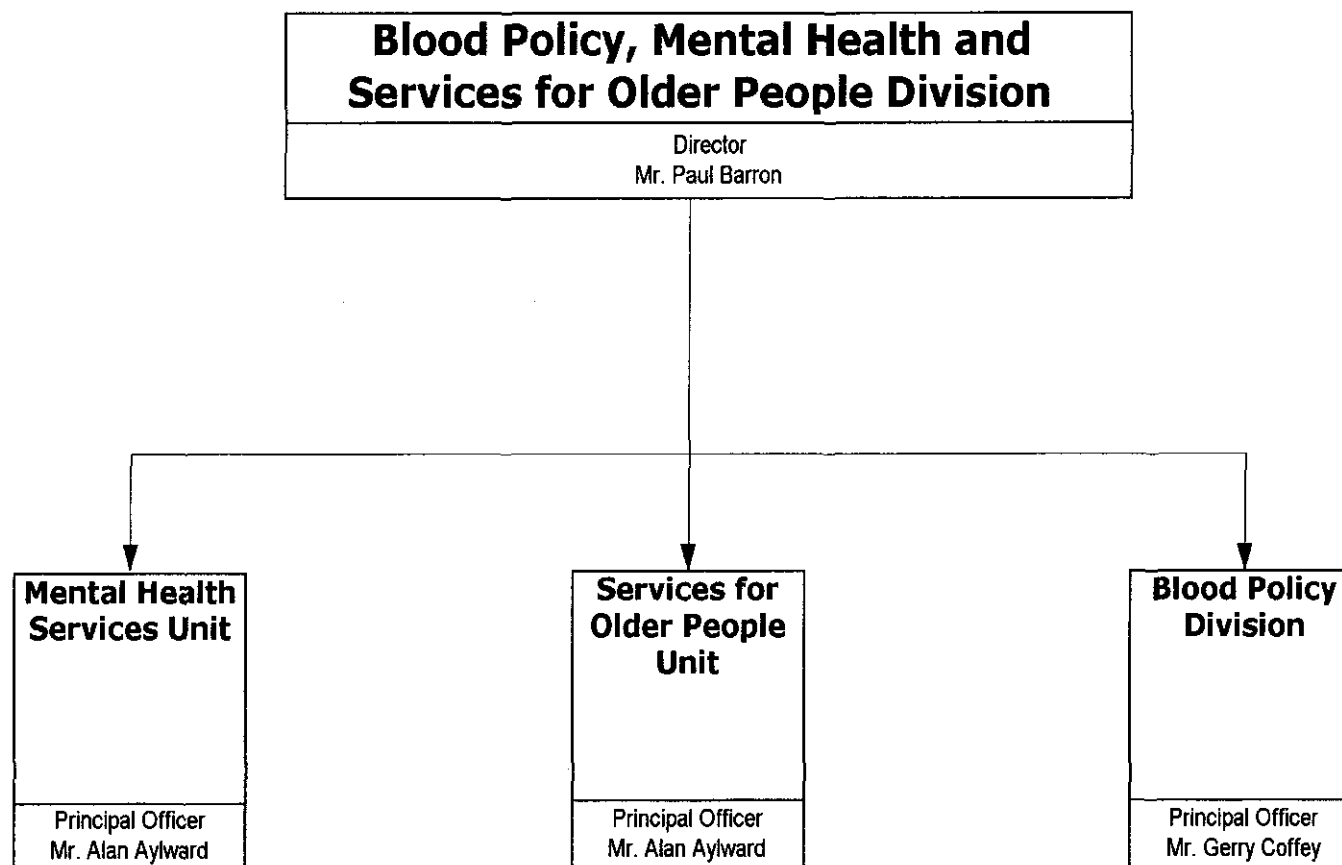 Blood Policy, Mental Health and
Services for Older People Division
Director
Mr. Paul Barron
Mental Health
Services Unit
Principal Officer
Mr. Alan Aylward
Services for
Older People
Unit
Principal Officer
Mr. Alan Aylward
Blood Policy
Division
Principal Officer
Mr. Gerry Coffey